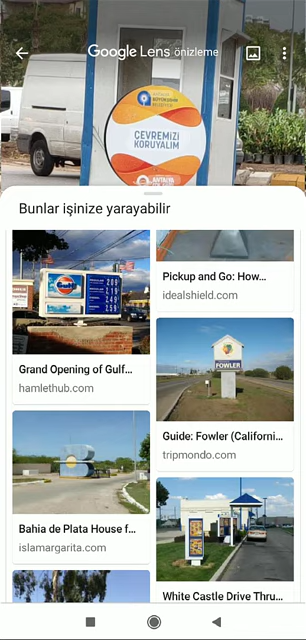 Google Lens önizleme
BÜYÜKŞEHİR
BELEDİYESİ
ÇEVREMİZİ
KORUYALIM
ANTALYA
Bunlar işinize yarayabilir
Gulf
Grand Opening of Gulf...
hamlethub.com
Pickup and Go: How...
idealshield.com
FOWLER
Guide: Fowler (Californi...
tripmondo.com
Bahia de Plata House f...
islamargarita.com
White Castle Drive Thru...